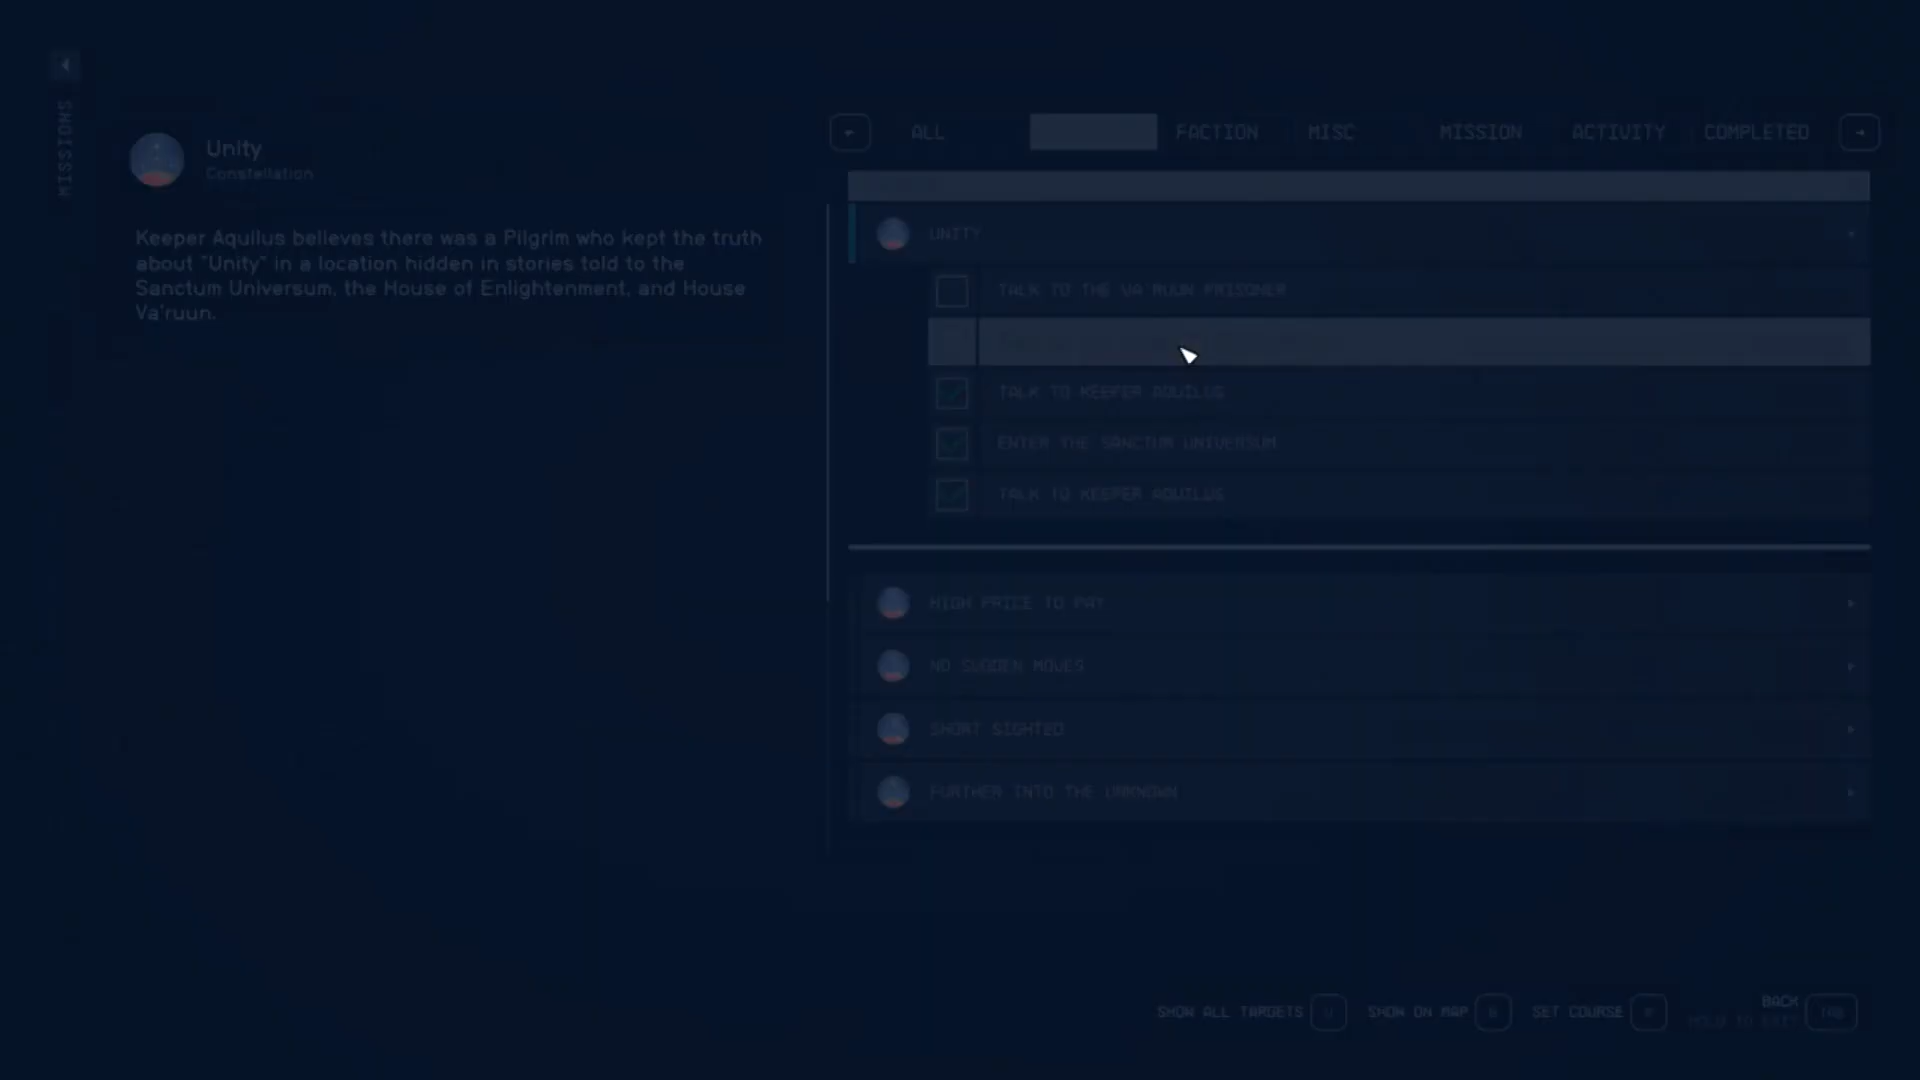 MISSIONS
Unity
Constellation
Keeper Aquilus believes there was a Pilgrim who kept the truth
about "Unity" in a location hidden in stories told to the
Sanctum Universum, the House of Enlightenment, and House
Va'ruun.
ALL
FACTION
MISC
MISSION
ACTIVITY
COMPLETED
UNITY
TALK TO THE VA'RUUN PRISONER
TALK TO KEEPER AQUILUS
ENTER THE SANCTUM UNIVERSUM
TALK TO KEEPER AQUILUS
HIGH PRICE TO PAY
NO SUDDEN MOVES
SHORT SIGHTED
FURTHER INTO THE UNKNOWN
SHOW ALL TARGETS
SHOW ON MAP
SET COURSE
BACK
HOLD TO EXIT
TAB